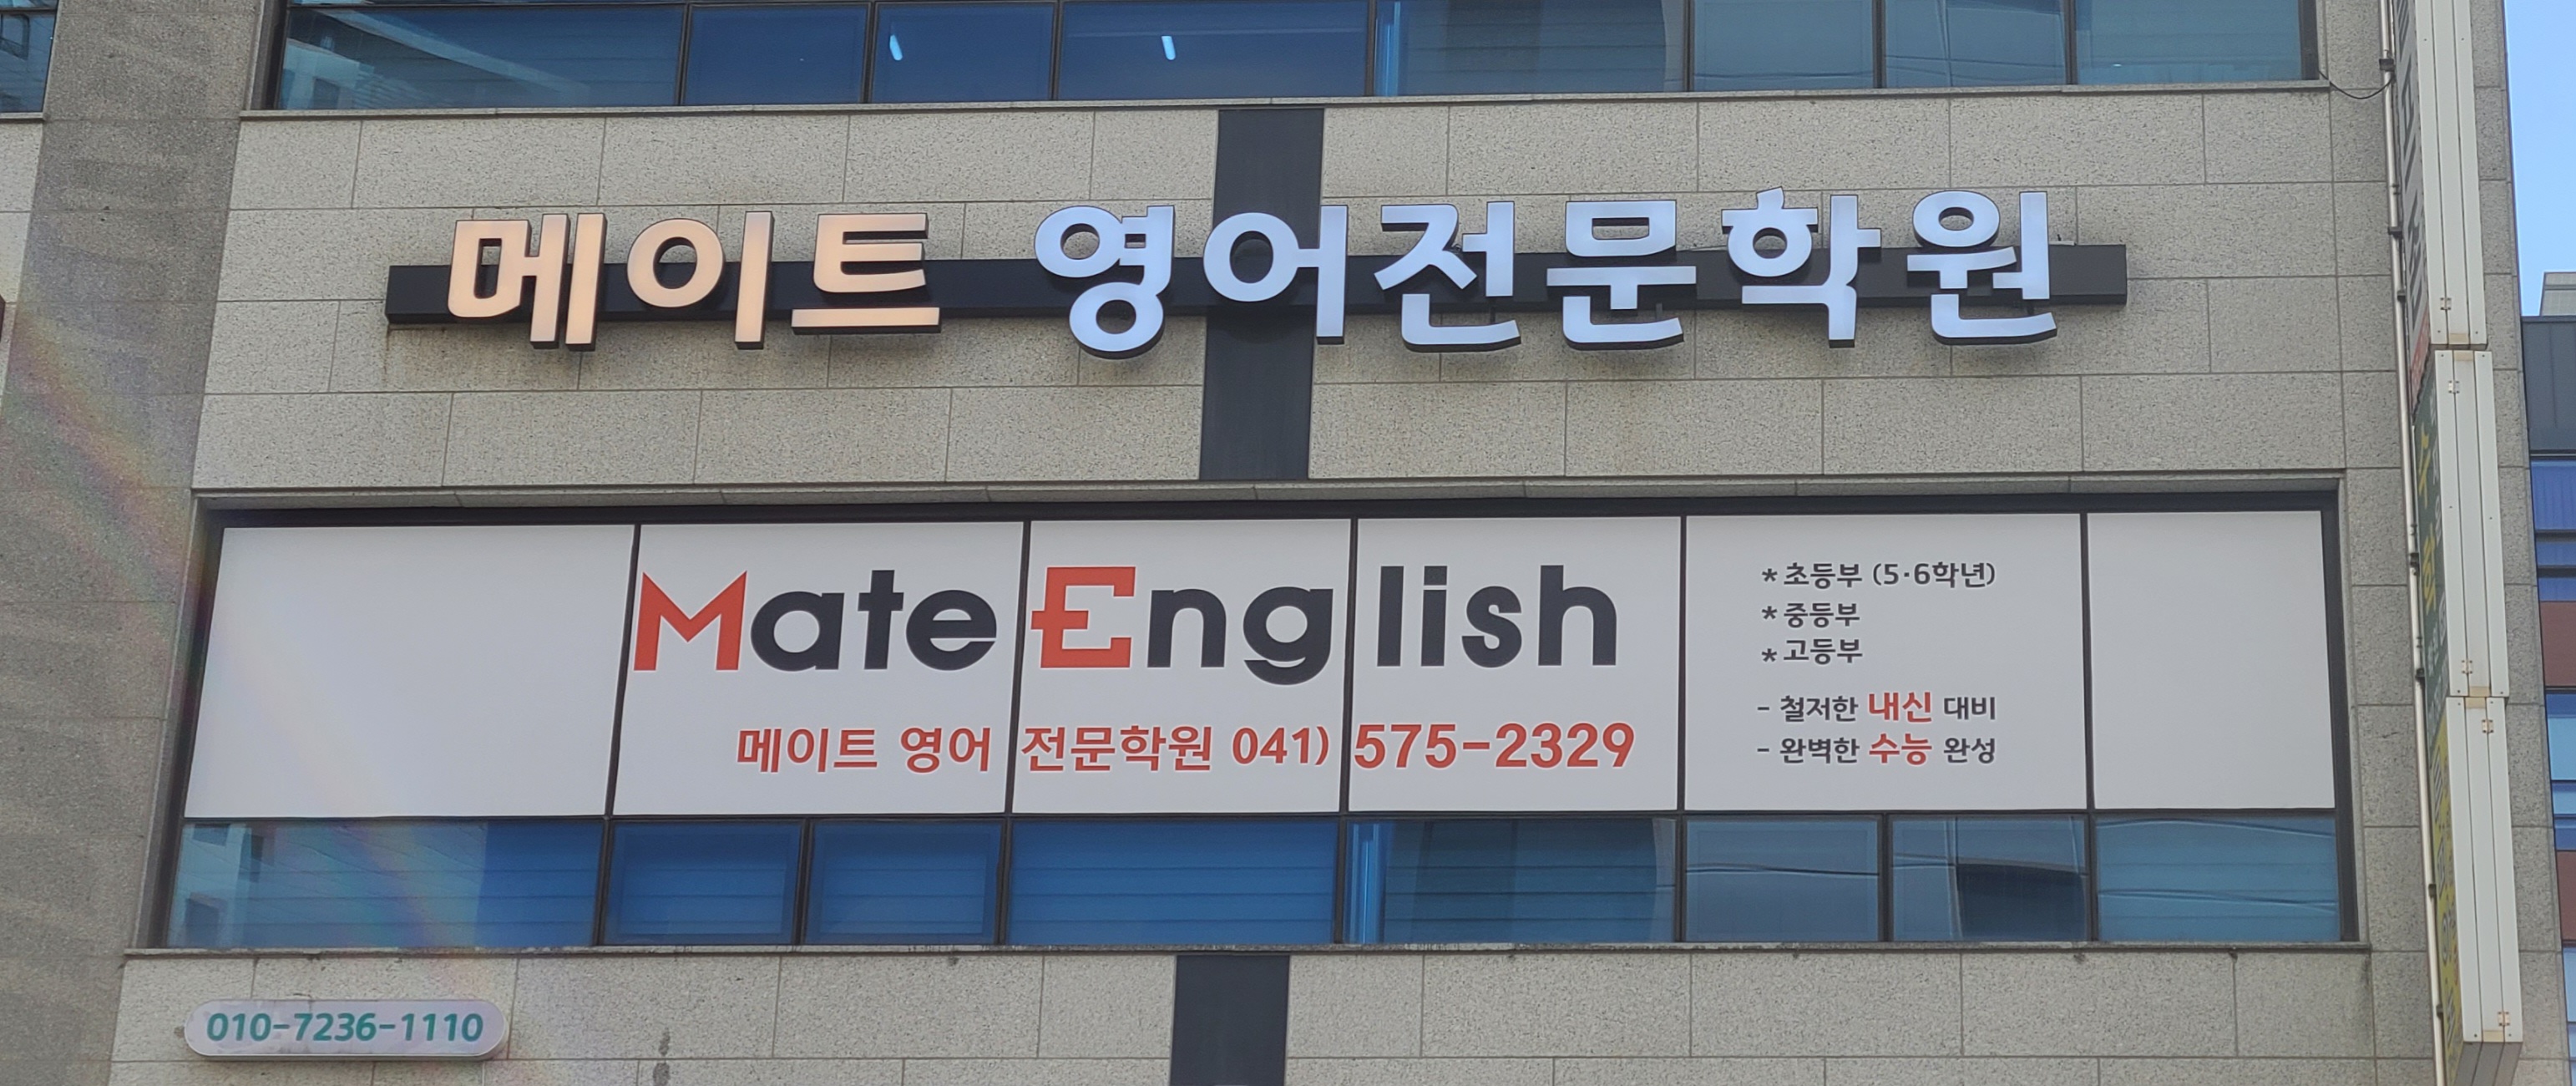 메이트 영어전문학원
Mate English
메이트 영어 전문학원 041) 575-2329
* 초등부 (5·6학년)
* 중등부
* 고등부
- 철저한 내신 대비
- 완벽한 수능 완성
010-7236-1110